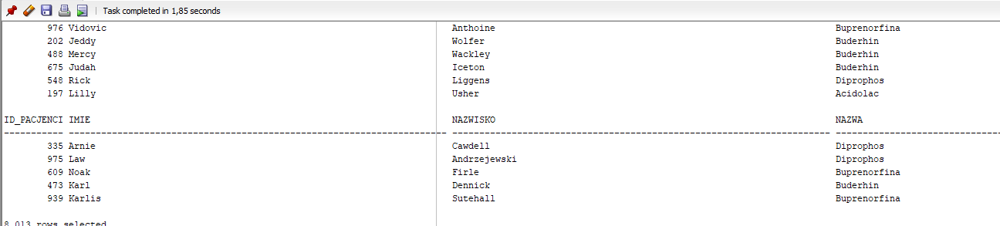 Task completed in 1,85 seconds
976 Vidovic Anthoine Buprenorfina
202 Jeddy Wolfer Buderhin
488 Mercy Wackley Buderhin
675 Judah Iceton Buderhin
548 Rick Liggens Diprophos
197 Lilly Usher Acidolac
ID_PACJENCI IMIE NAZWISKO NAZWA
335 Arnie Cawdell Diprophos
975 Law Andrzejewski Diprophos
609 Noak Firle Buprenorfina
473 Karl Dennick Buderhin
939 Karlis Sutehall Buprenorfina
8 013 rows selected